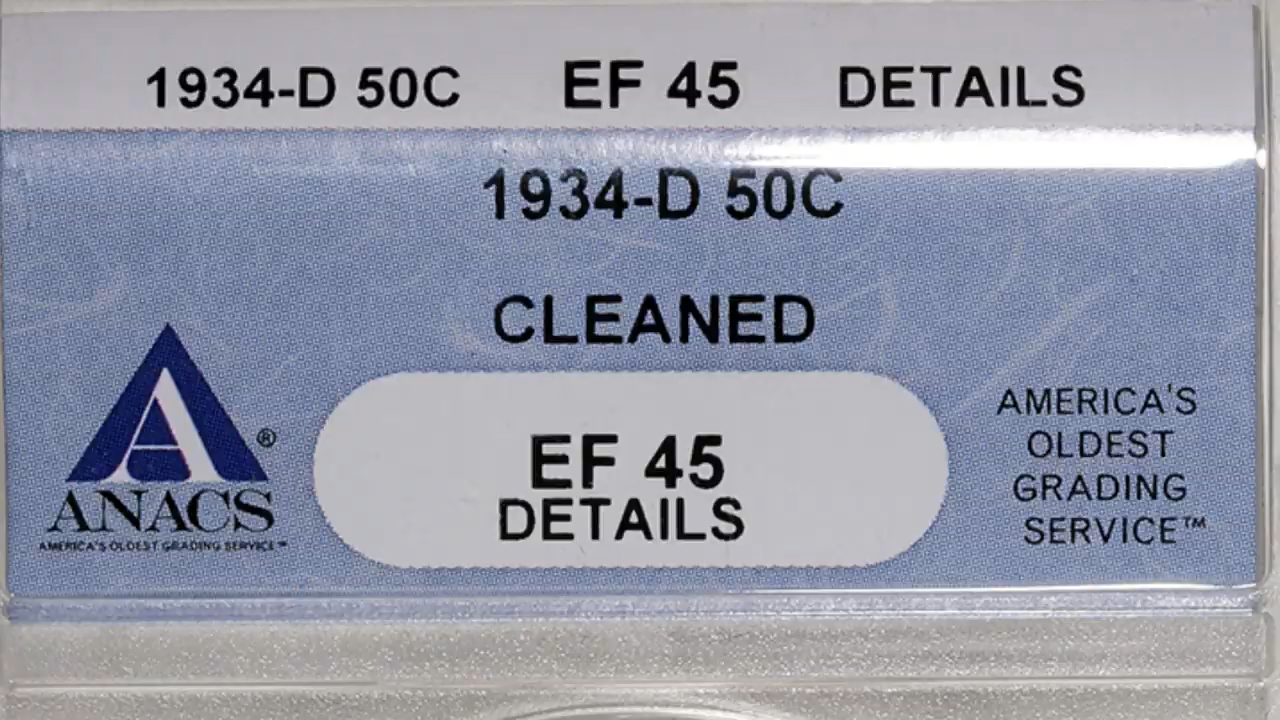 1934-D 50C EF 45 DETAILS
1934-D 50C
CLEANED
EF 45
DETAILS
A®
ANACS
AMERICA'S OLDEST GRADING SERVICE™
AMERICA'S
OLDEST
GRADING
SERVICE™